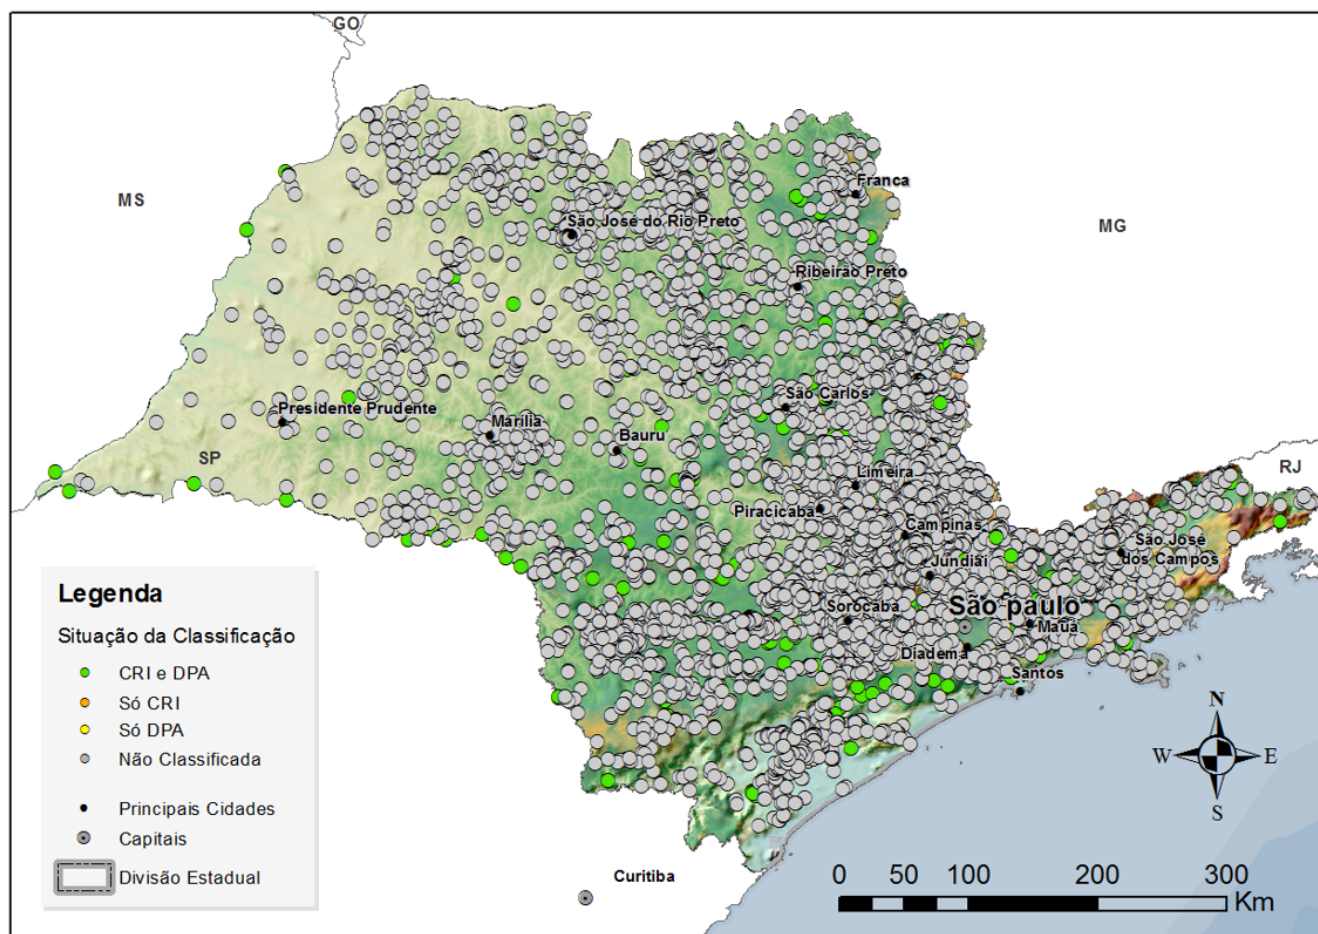 GO
MS
MG
Franca
São José do Rio Preto
Ribeirão Preto
São Carlos
Presidente Prudente
Marília
Bauru
SP
Limeira
RJ
Piracicaba
Campinas
São José
dos Campos
Jundiaí
Sorocaba
São paulo
Mauá
Diadema
Santos
Legenda
Situação da Classificação
CRI e DPA
Só CRI
Só DPA
Não Classificada
Principais Cidades
Capitais
Divisão Estadual
Curitiba
N
W E
S
0 50 100 200 300
Km